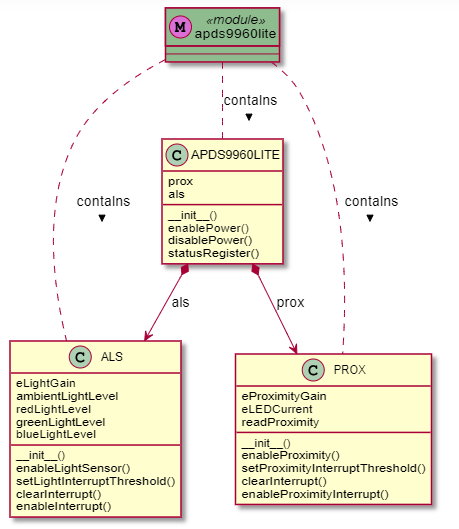 M «module»
apds9960lite
contains
▼
C APDS9960LITE
prox
als
__init__()
enablePower()
disablePower()
statusRegister()
contains
▼
contains
▼
als
prox
C ALS
eLightGain
ambientLightLevel
redLightLevel
greenLightLevel
blueLightLevel
__init__()
enableLightSensor()
setLightInterruptThreshold()
clearInterrupt()
enableInterrupt()
C PROX
eProximityGain
eLEDCurrent
readProximity
__init__()
enableProximity()
setProximityInterruptThreshold()
clearInterrupt()
enableProximityInterrupt()